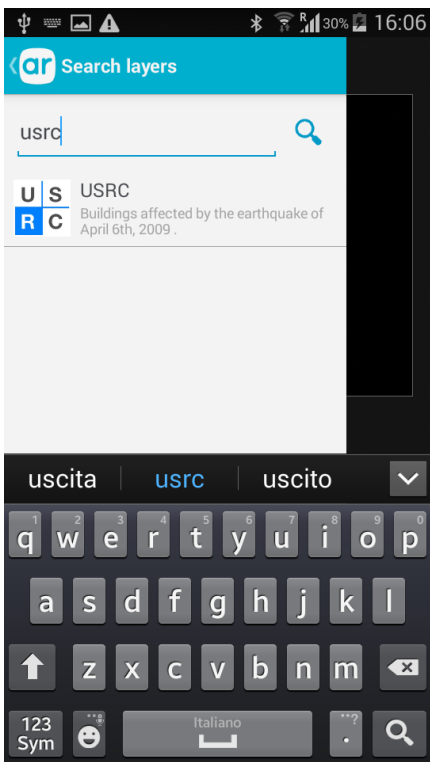 R 30% 16:06
ar Search layers
usrc
U S
R C
USRC
Buildings affected by the earthquake of
April 6th, 2009 .
uscita usrc uscito
1 2 3 4 5 6 7 8 9 0
q w e r t y u i o p
a s d f g h j k l
z x c v b n m
123
Sym
Italiano
...?
.